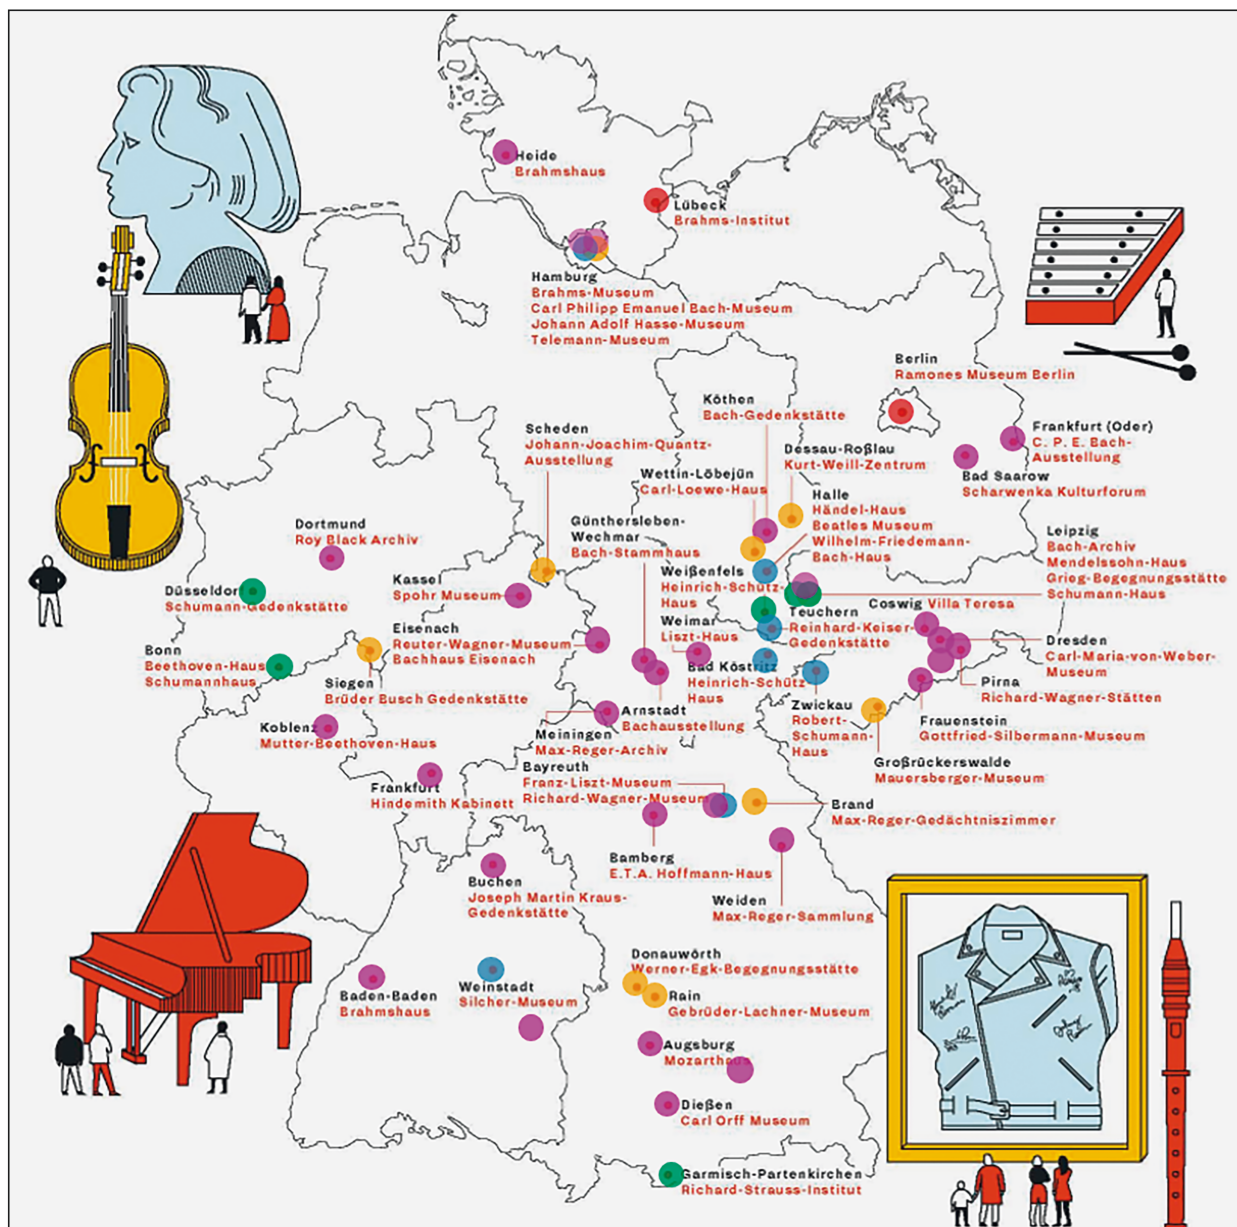 Heide
Brahmshaus
Lübeck
Brahms-Institut
Hamburg
Brahms-Museum
Carl Philipp Emanuel Bach-Museum
Johann Adolf Hasse-Museum
Telemann-Museum
Berlin
Ramones Museum Berlin
Köthen
Bach-Gedenkstätte
Frankfurt (Oder)
C. P. E. Bach-
Ausstellung
Scheden
Johann-Joachim-Quantz-
Ausstellung
Dessau-Roßlau
Kurt-Weill-Zentrum
Wettin-Löbejün
Carl-Loewe-Haus
Bad Saarow
Scharwenka Kulturforum
Halle
Händel-Haus
Beatles Museum
Wilhelm-Friedemann-
Bach-Haus
Günthersleben-
Wechmar
Bach-Stammhaus
Leipzig
Bach-Archiv
Mendelssohn-Haus
Grieg-Begegnungsstätte
Schumann-Haus
Dortmund
Roy Black Archiv
Weißenfels
Heinrich-Schütz-
Haus
Kassel
Spohr Museum
Düsseldorf
Schumann-Gedenkstätte
Teuchern
Reinhard-Keiser-
Gedenkstätte
Coswig Villa Teresa
Weimar
Liszt-Haus
Eisenach
Reuter-Wagner-Museum
Bachhaus Eisenach
Dresden
Carl-Maria-von-Weber-
Museum
Bonn
Beethoven-Haus
Schumannhaus
Bad Köstritz
Heinrich-Schütz
Haus
Siegen
Brüder Busch Gedenkstätte
Pirna
Richard-Wagner-Stätten
Zwickau
Robert-
Schumann-
Haus
Arnstadt
Bachausstellung
Frauenstein
Gottfried-Silbermann-Museum
Koblenz
Mutter-Beethoven-Haus
Meiningen
Max-Reger-Archiv
Großrückerswalde
Mauersberger-Museum
Bayreuth
Franz-Liszt-Museum
Richard-Wagner-Museum
Frankfurt
Hindemith Kabinett
Brand
Max-Reger-Gedächtniszimmer
Bamberg
E.T.A. Hoffmann-Haus
Buchen
Joseph Martin Kraus-
Gedenkstätte
Weiden
Max-Reger-Sammlung
Donauwörth
Werner-Egk-Begegnungsstätte
Baden-Baden
Brahmshaus
Weinstadt
Silcher-Museum
Rain
Gebrüder-Lachner-Museum
Augsburg
Mozarthaus
Dießen
Carl Orff Museum
Garmisch-Partenkirchen
Richard-Strauss-Institut